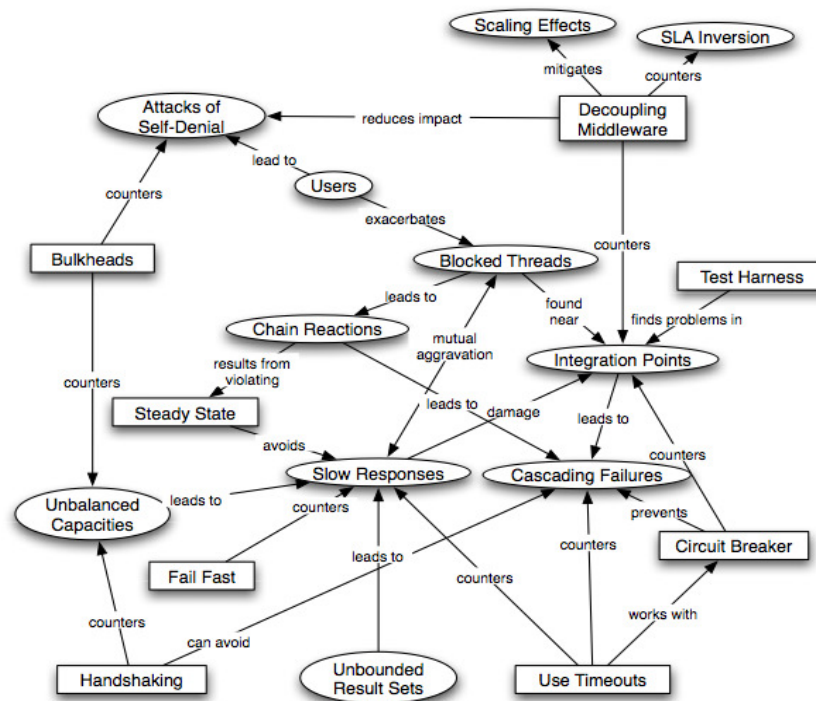 Scaling Effects
SLA Inversion
mitigates
counters
Attacks of
Self-Denial
reduces impact
Decoupling
Middleware
lead to
Users
counters
exacerbates
Bulkheads
Blocked Threads
counters
Test Harness
leads to
found
near
finds problems in
Chain Reactions
mutual
aggravation
Integration Points
results from
violating
counters
Steady State
leads to
damage
leads to
avoids
counters
Slow Responses
Cascading Failures
Unbalanced
Capacities
leads to
counters
prevents
Fail Fast
leads to
counters
Circuit Breaker
counters
counters
can avoid
works with
Handshaking
Unbounded
Result Sets
Use Timeouts